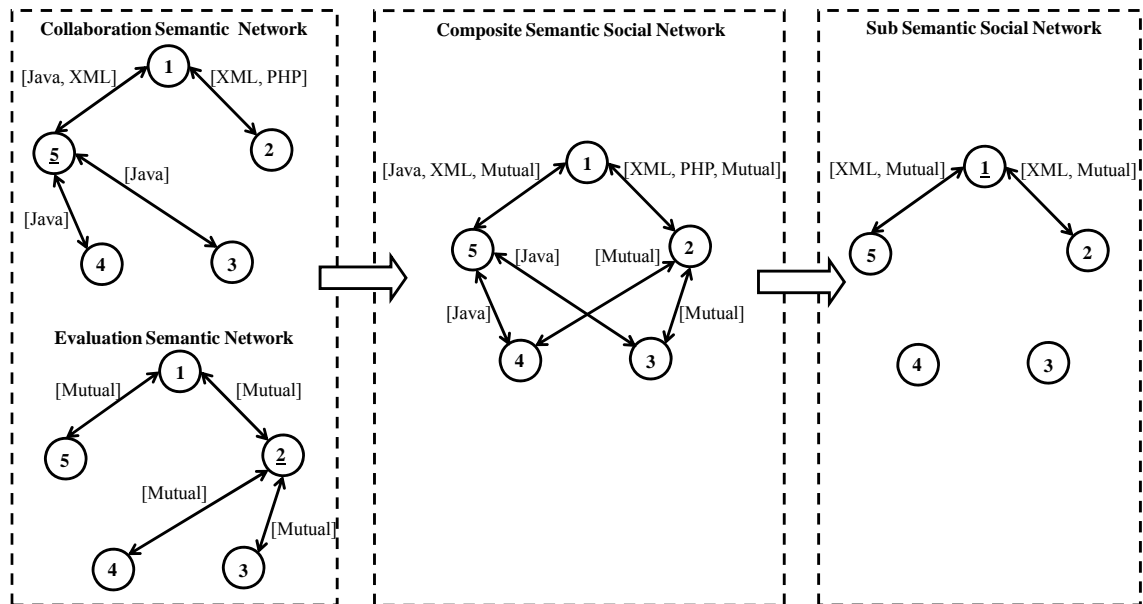 Collaboration Semantic Network
1
[Java, XML]
[XML, PHP]
5
2
[Java]
[Java]
4
3
Evaluation Semantic Network
1
[Mutual]
[Mutual]
5
2
[Mutual]
[Mutual]
4
3
Composite Semantic Social Network
1
[Java, XML, Mutual]
[XML, PHP, Mutual]
5
2
[Java]
[Mutual]
[Java]
[Mutual]
4
3
Sub Semantic Social Network
1
[XML, Mutual]
[XML, Mutual]
5
2
4
3